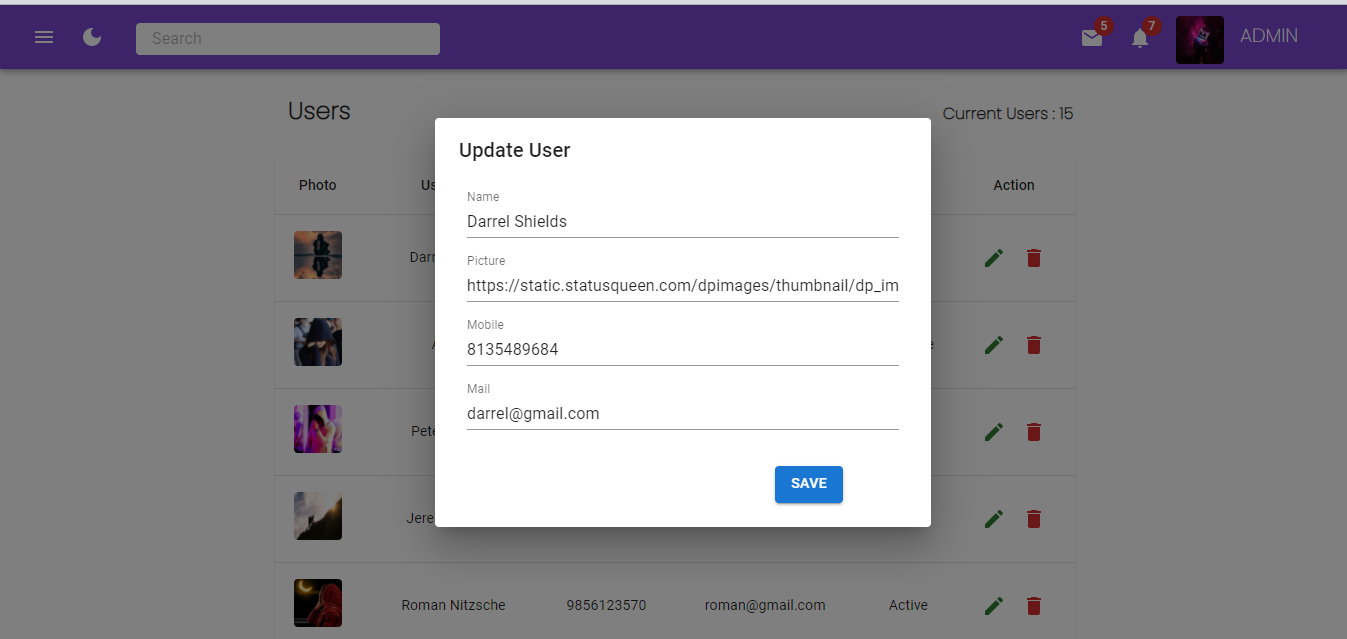 Search
5
7
ADMIN
Users
Current Users : 15
Photo
Us
Action
Update User
Name
Darrel Shields
Picture
https://static.statusqueen.com/dpimages/thumbnail/dp_im
Mobile
8135489684
Mail
darrel@gmail.com
SAVE
Darr
Pete
Jere
Roman Nitzsche 9856123570 roman@gmail.com Active